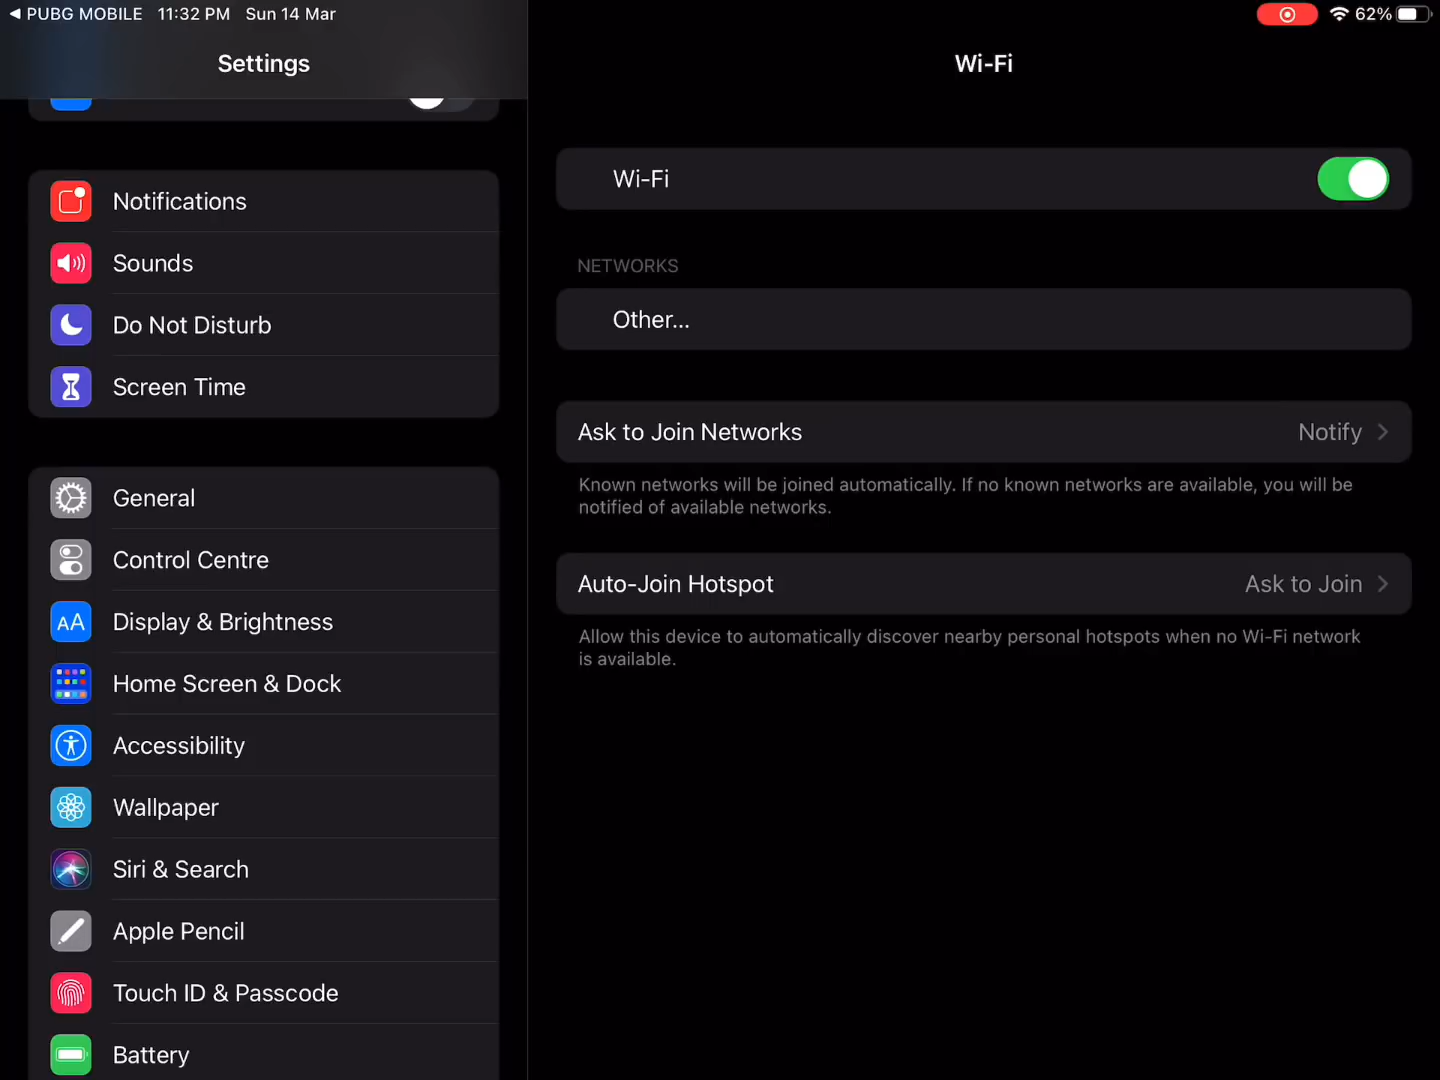 ◀ PUBG MOBILE 11:32 PM Sun 14 Mar
62%
Settings
Wi-Fi
Notifications
Sounds
Do Not Disturb
Screen Time
General
Control Centre
AA Display & Brightness
Home Screen & Dock
Accessibility
Wallpaper
Siri & Search
Apple Pencil
Touch ID & Passcode
Battery
Wi-Fi
NETWORKS
Other...
Ask to Join Networks Notify
Known networks will be joined automatically. If no known networks are available, you will be
notified of available networks.
Auto-Join Hotspot Ask to Join
Allow this device to automatically discover nearby personal hotspots when no Wi-Fi network
is available.